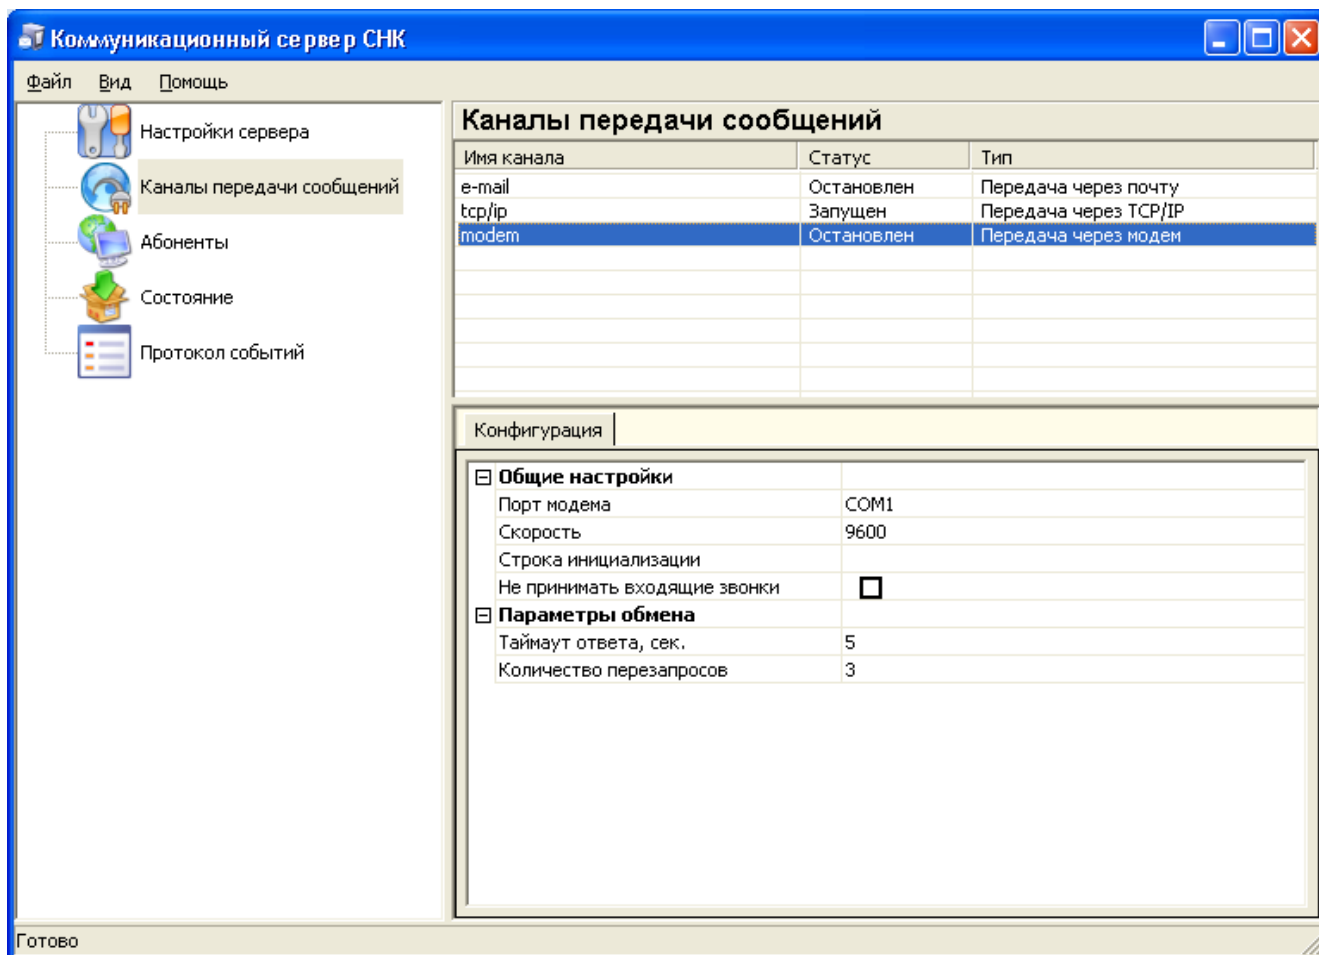 Коммуникационный сервер СНК
Файл Вид Помощь
Настройки сервера
Каналы передачи сообщений
Абоненты
Состояние
Протокол событий
Каналы передачи сообщений
Имя канала Статус Тип
e-mail Остановлен Передача через почту
tcp/ip Запущен Передача через TCP/IP
modem Остановлен Передача через модем
Конфигурация
Общие настройки
Порт модема COM1
Скорость 9600
Строка инициализации
Не принимать входящие звонки
Параметры обмена
Таймаут ответа, сек. 5
Количество перезапросов 3
Готово